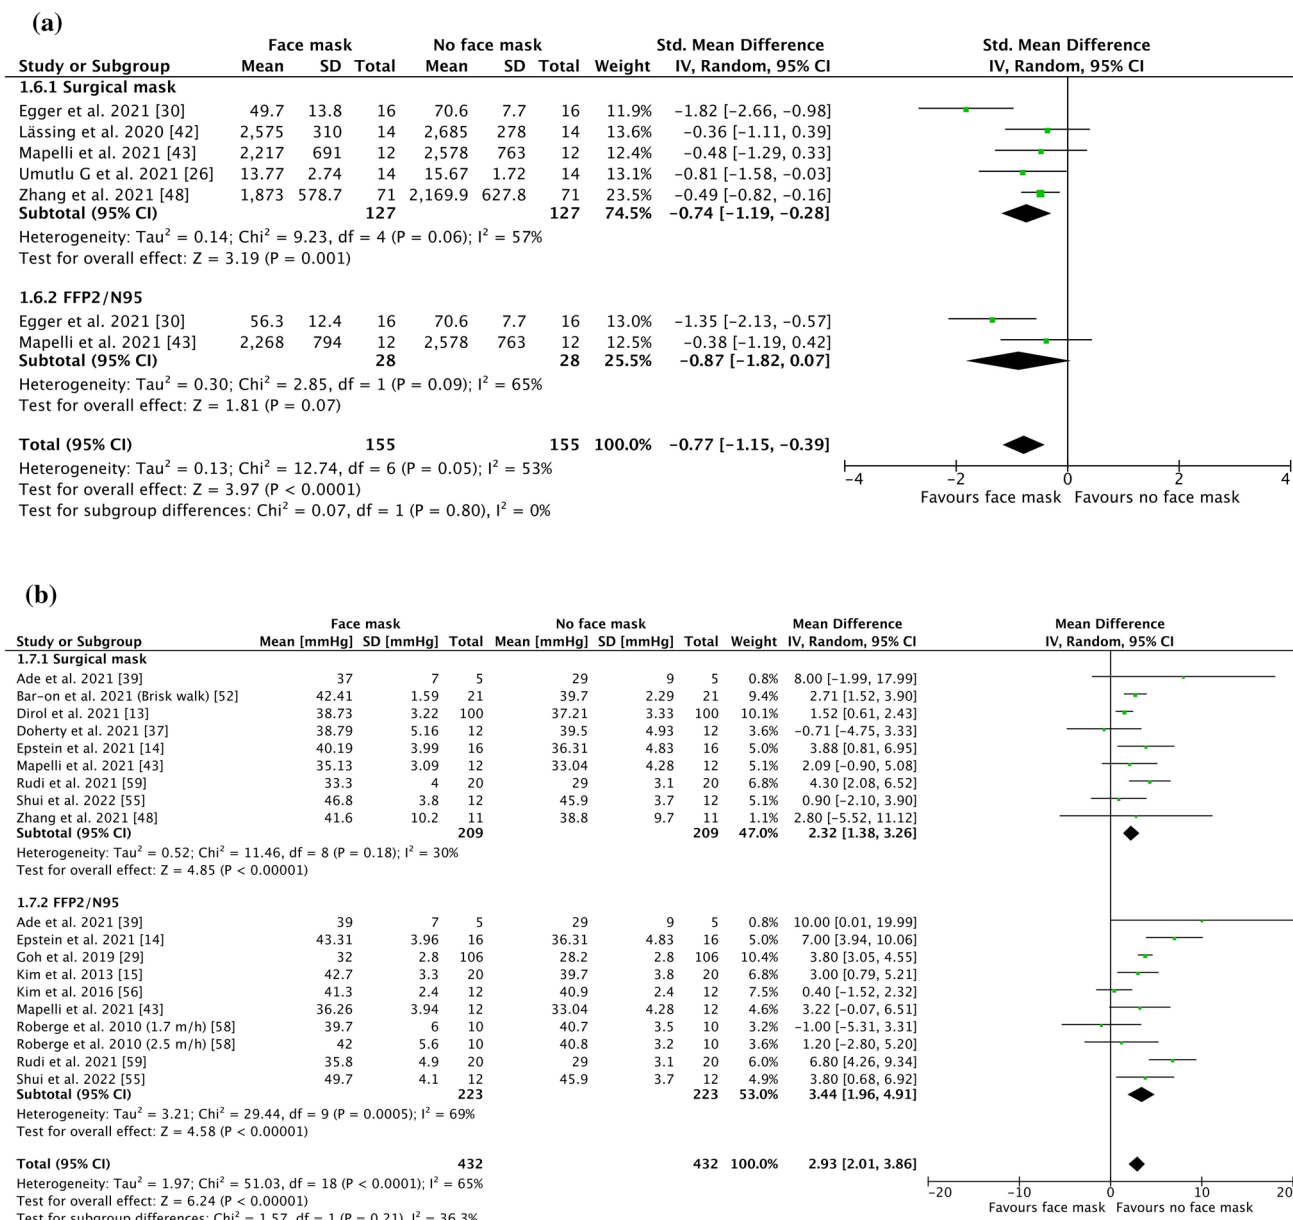 (a)
Face mask No face mask Std. Mean Difference Std. Mean Difference
Study or Subgroup Mean SD Total Mean SD Total Weight IV, Random, 95% CI IV, Random, 95% CI
1.6.1 Surgical mask
Egger et al. 2021 [30] 49.7 13.8 16 70.6 7.7 16 11.9% −1.82 [−2.66, −0.98]
Lässing et al. 2020 [42] 2,575 310 14 2,685 278 14 13.6% −0.36 [−1.11, 0.39]
Mapelli et al. 2021 [43] 2,217 691 12 2,578 763 12 12.4% −0.48 [−1.29, 0.33]
Umutlu G et al. 2021 [26] 13.77 2.74 14 15.67 1.72 14 13.1% −0.81 [−1.58, −0.03]
Zhang et al. 2021 [48] 1,873 578.7 71 2,169.9 627.8 71 23.5% −0.49 [−0.82, −0.16]
Subtotal (95% CI) 127 127 74.5% −0.74 [−1.19, −0.28]
Heterogeneity: Tau² = 0.14; Chi² = 9.23, df = 4 (P = 0.06); I² = 57%
Test for overall effect: Z = 3.19 (P = 0.001)
1.6.2 FFP2/N95
Egger et al. 2021 [30] 56.3 12.4 16 70.6 7.7 16 13.0% −1.35 [−2.13, −0.57]
Mapelli et al. 2021 [43] 2,268 794 12 2,578 763 12 12.5% −0.38 [−1.19, 0.42]
Subtotal (95% CI) 28 28 25.5% −0.87 [−1.82, 0.07]
Heterogeneity: Tau² = 0.30; Chi² = 2.85, df = 1 (P = 0.09); I² = 65%
Test for overall effect: Z = 1.81 (P = 0.07)
Total (95% CI) 155 155 100.0% −0.77 [−1.15, −0.39]
Heterogeneity: Tau² = 0.13; Chi² = 12.74, df = 6 (P = 0.05); I² = 53%
Test for overall effect: Z = 3.97 (P < 0.0001)
Test for subgroup differences: Chi² = 0.07, df = 1 (P = 0.80), I² = 0%
−4 −2 0 2 4
Favours face mask Favours no face mask
(b)
Face mask No face mask Mean Difference Mean Difference
Study or Subgroup Mean [mmHg] SD [mmHg] Total Mean [mmHg] SD [mmHg] Total Weight IV, Random, 95% CI IV, Random, 95% CI
1.7.1 Surgical mask
Ade et al. 2021 [39] 37 7 5 29 9 5 0.8% 8.00 [−1.99, 17.99]
Bar-on et al. 2021 (Brisk walk) [52] 42.41 1.59 21 39.7 2.29 21 9.4% 2.71 [1.52, 3.90]
Dirol et al. 2021 [13] 38.73 3.22 100 37.21 3.33 100 10.1% 1.52 [0.61, 2.43]
Doherty et al. 2021 [37] 38.79 5.16 12 39.5 4.93 12 3.6% −0.71 [−4.75, 3.33]
Epstein et al. 2021 [14] 40.19 3.99 16 36.31 4.83 16 5.0% 3.88 [0.81, 6.95]
Mapelli et al. 2021 [43] 35.13 3.09 12 33.04 4.28 12 5.1% 2.09 [−0.90, 5.08]
Rudi et al. 2021 [59] 33.3 4 20 29 3.1 20 6.8% 4.30 [2.08, 6.52]
Shui et al. 2022 [55] 46.8 3.8 12 45.9 3.7 12 5.1% 0.90 [−2.10, 3.90]
Zhang et al. 2021 [48] 41.6 10.2 11 38.8 9.7 11 1.1% 2.80 [−5.52, 11.12]
Subtotal (95% CI) 209 209 47.0% 2.32 [1.38, 3.26]
Heterogeneity: Tau² = 0.52; Chi² = 11.46, df = 8 (P = 0.18); I² = 30%
Test for overall effect: Z = 4.85 (P < 0.00001)
1.7.2 FFP2/N95
Ade et al. 2021 [39] 39 7 5 29 9 5 0.8% 10.00 [0.01, 19.99]
Epstein et al. 2021 [14] 43.31 3.96 16 36.31 4.83 16 5.0% 7.00 [3.94, 10.06]
Goh et al. 2019 [29] 32 2.8 106 28.2 2.8 106 10.4% 3.80 [3.05, 4.55]
Kim et al. 2013 [15] 42.7 3.3 20 39.7 3.8 20 6.8% 3.00 [0.79, 5.21]
Kim et al. 2016 [56] 41.3 2.4 12 40.9 2.4 12 7.5% 0.40 [−1.52, 2.32]
Mapelli et al. 2021 [43] 36.26 3.94 12 33.04 4.28 12 4.6% 3.22 [−0.07, 6.51]
Roberge et al. 2010 (1.7 m/h) [58] 39.7 6 10 40.7 3.5 10 3.2% −1.00 [−5.31, 3.31]
Roberge et al. 2010 (2.5 m/h) [58] 42 5.6 10 40.8 3.2 10 3.6% 1.20 [−2.80, 5.20]
Rudi et al. 2021 [59] 35.8 4.9 20 29 3.1 20 6.0% 6.80 [4.26, 9.34]
Shui et al. 2022 [55] 49.7 4.1 12 45.9 3.7 12 4.9% 3.80 [0.68, 6.92]
Subtotal (95% CI) 223 223 53.0% 3.44 [1.96, 4.91]
Heterogeneity: Tau² = 3.21; Chi² = 29.44, df = 9 (P = 0.0005); I² = 69%
Test for overall effect: Z = 4.58 (P < 0.00001)
Total (95% CI) 432 432 100.0% 2.93 [2.01, 3.86]
Heterogeneity: Tau² = 1.97; Chi² = 51.03, df = 18 (P < 0.0001); I² = 65%
Test for overall effect: Z = 6.24 (P < 0.00001)
Test for subgroup differences: Chi² = 1.57, df = 1 (P = 0.21), I² = 36.3%
−20 −10 0 10 20
Favours face mask Favours no face mask